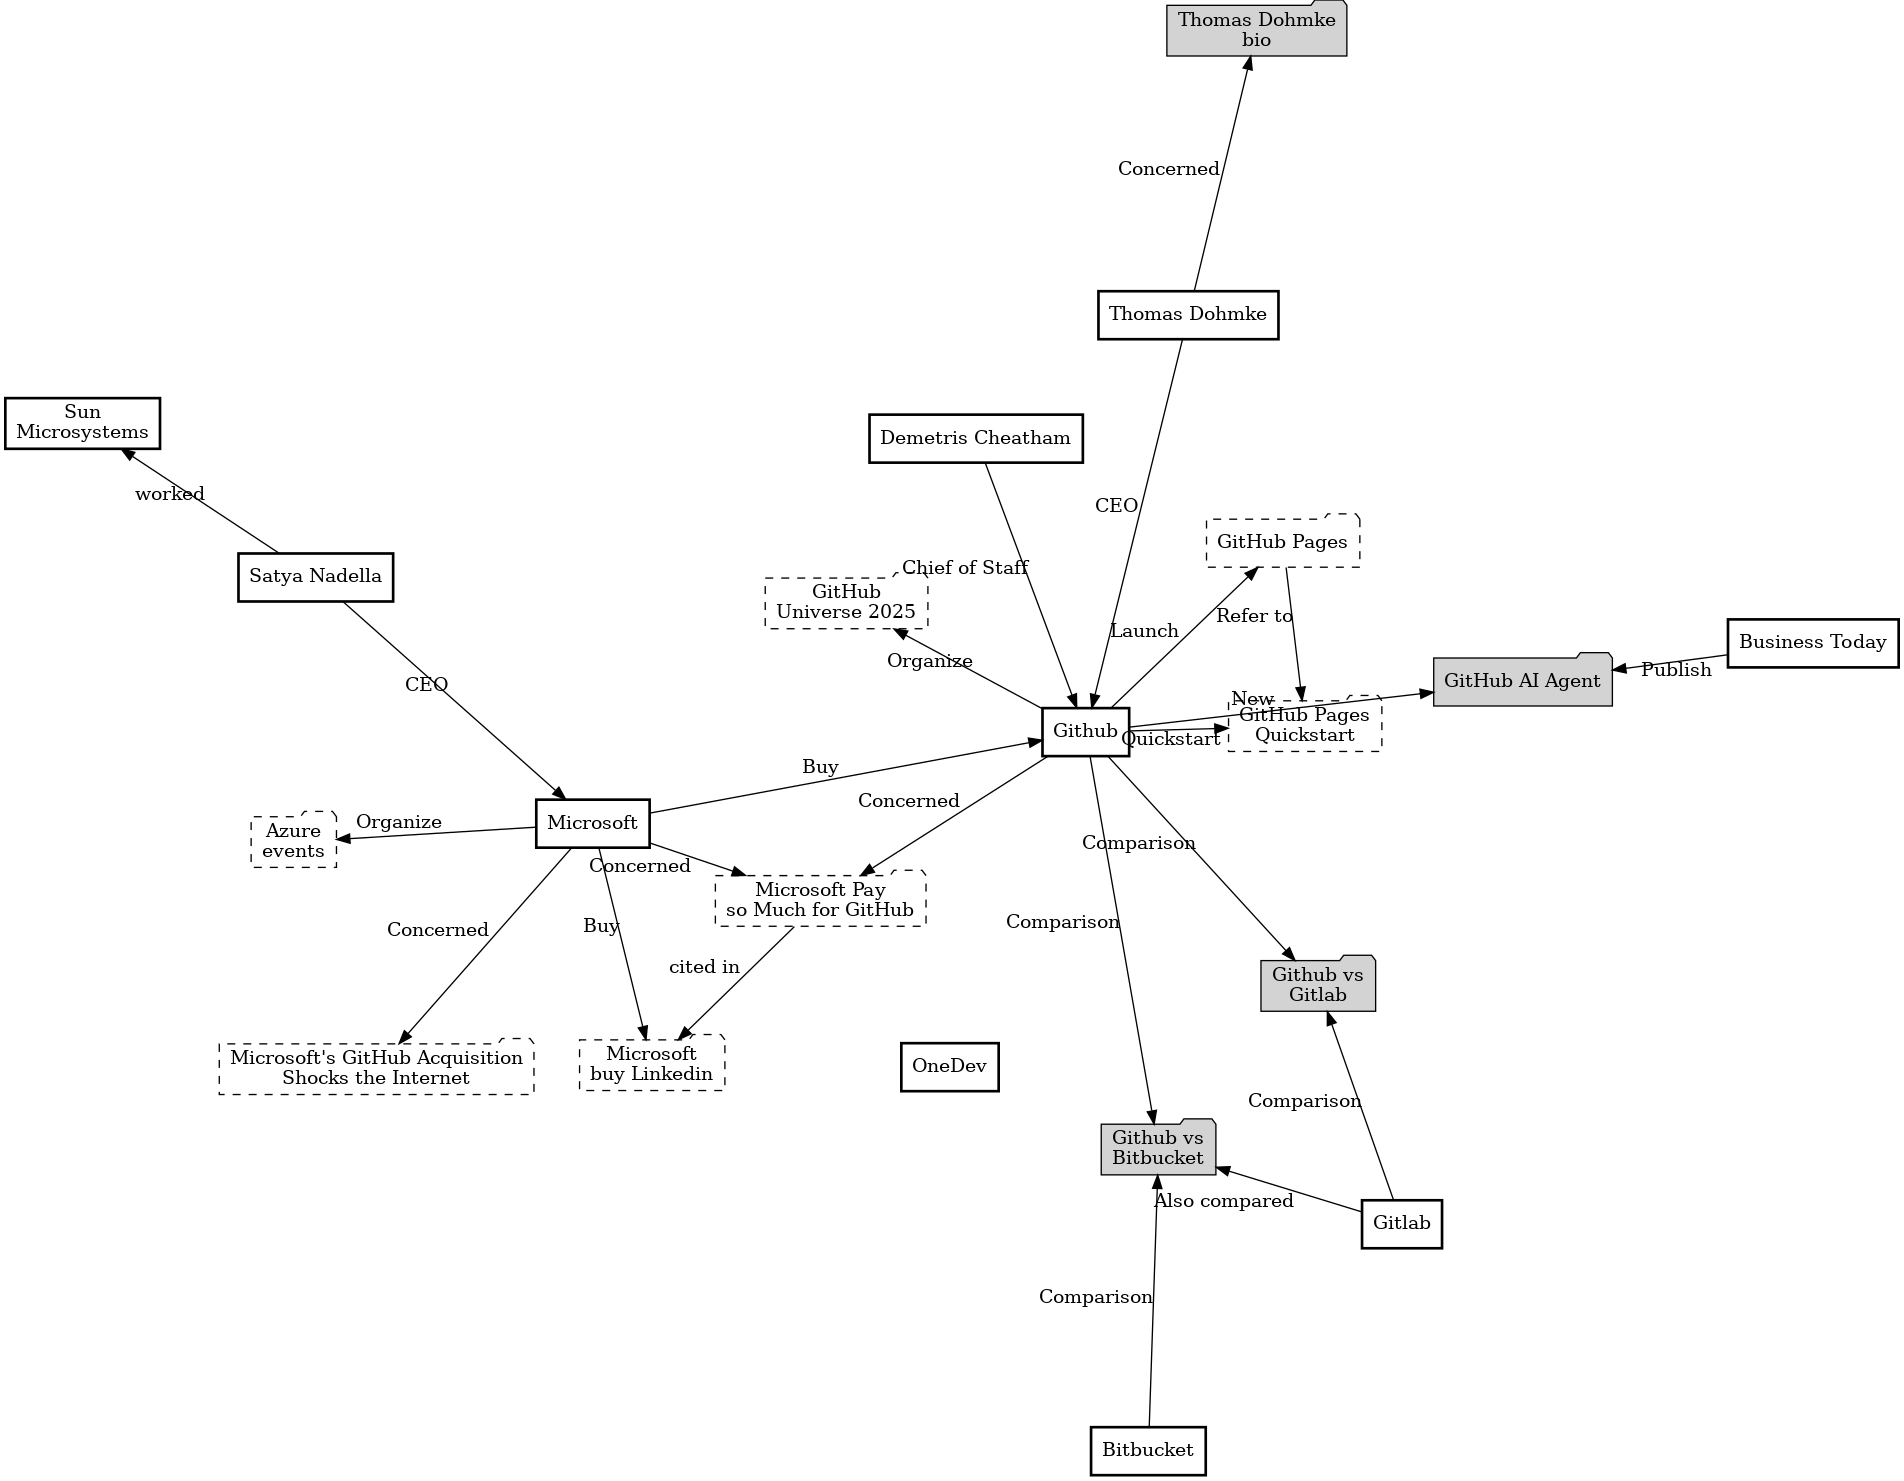 Thomas Dohmke
bio
Concerned
Thomas Dohmke
Sun
Microsystems
Demetris Cheatham
worked
CEO
GitHub Pages
Satya Nadella
Chief of Staff
GitHub
Universe 2025
Launch
Refer to
Business Today
Organize
Publish
GitHub AI Agent
CEO
New
GitHub Pages
Quickstart
Github
Quickstart
Buy
Concerned
Microsoft
Organize
Azure
events
Comparison
Concerned
Microsoft Pay
so Much for GitHub
Concerned
Buy
Comparison
cited in
Github vs
Gitlab
Microsoft's GitHub Acquisition
Shocks the Internet
Microsoft
buy Linkedin
OneDev
Comparison
Github vs
Bitbucket
Also compared
Gitlab
Comparison
Bitbucket